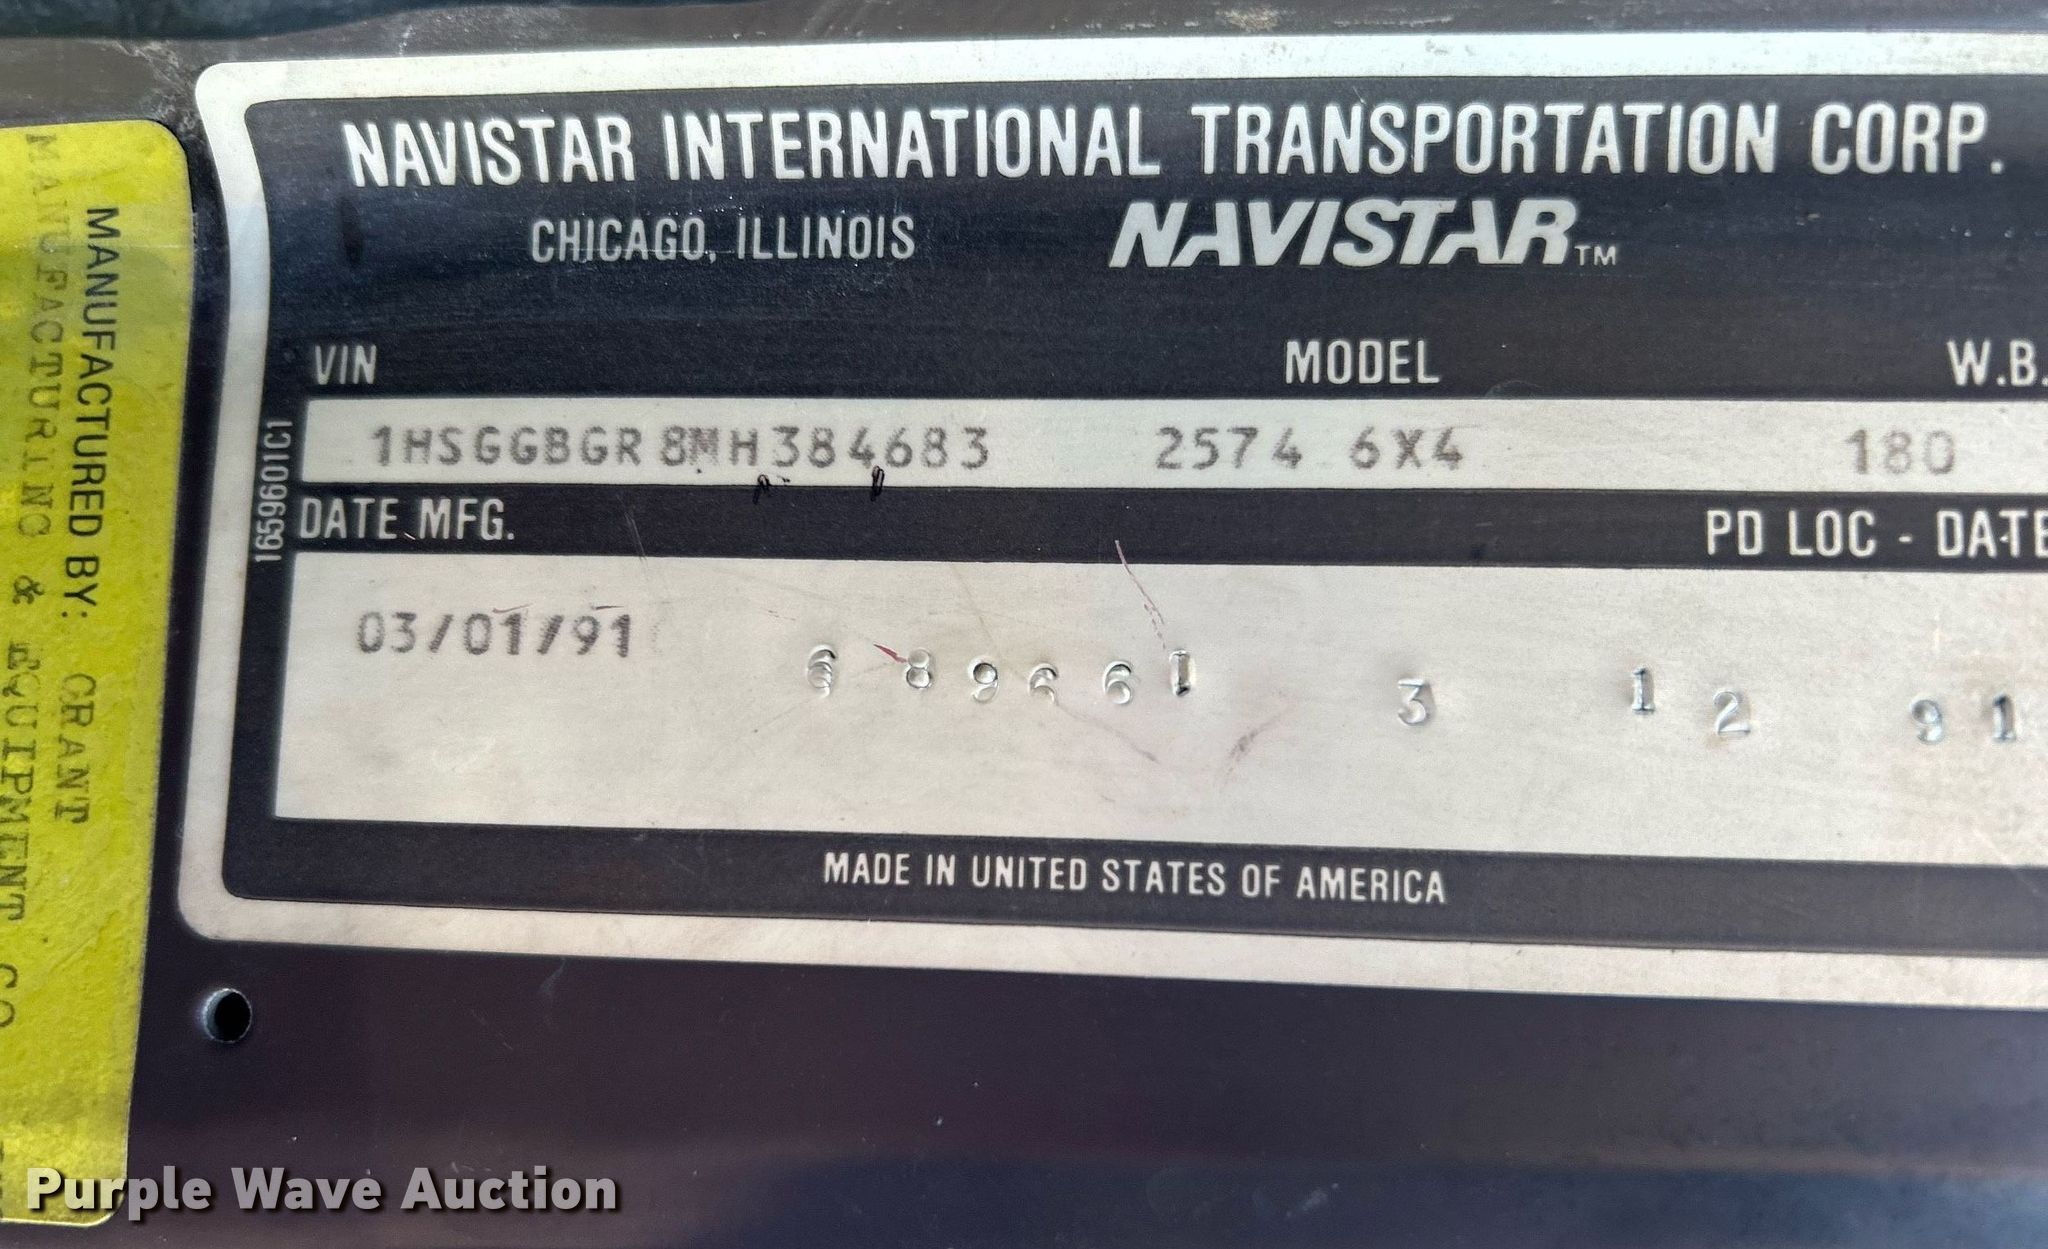 NAVISTAR INTERNATIONAL TRANSPORTATION CORP.
CHICAGO, ILLINOIS NAVISTAR™
VIN MODEL W.B.
1HSGGBGR8MH384683 2574 6X4 180
DATE MFG. PD LOC - DATE
03/01/91
689661 3 12 91
MADE IN UNITED STATES OF AMERICA
1659601C1
MANUFACTURED BY: GRANT
MANUFACTURING & EQUIPMENT CO
Purple Wave Auction